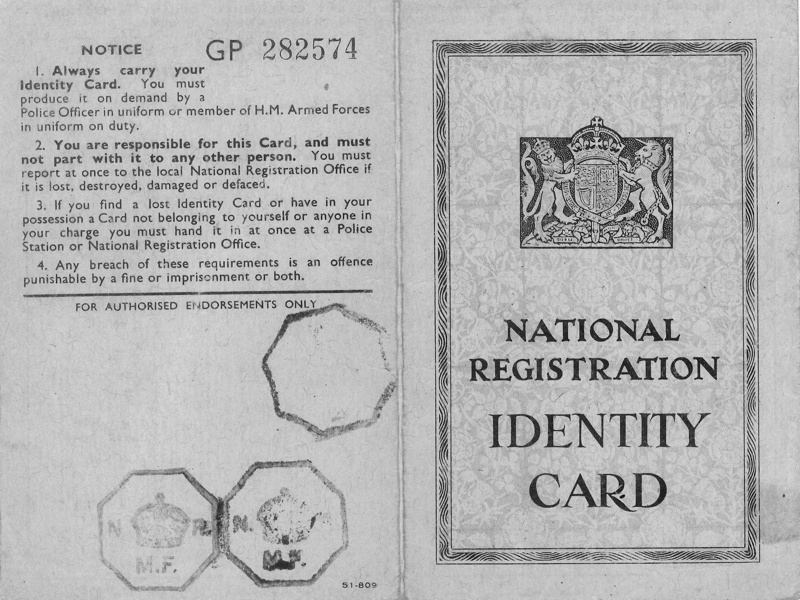 NOTICE GP 282574
1. Always carry your
Identity Card. You must
produce it on demand by a
Police Officer in uniform or member of H.M. Armed Forces
in uniform on duty.
2. You are responsible for this Card, and must
not part with it to any other person. You must
report at once to the local National Registration Office if
it is lost, destroyed, damaged or defaced.
3. If you find a lost Identity Card or have in your
possession a Card not belonging to yourself or anyone in
your charge you must hand it in at once at a Police
Station or National Registration Office.
4. Any breach of these requirements is an offence
punishable by a fine or imprisonment or both.
FOR AUTHORISED ENDORSEMENTS ONLY
N R.
M.F.
N.
M.F.
51-809
NATIONAL
REGISTRATION
IDENTITY
CARD